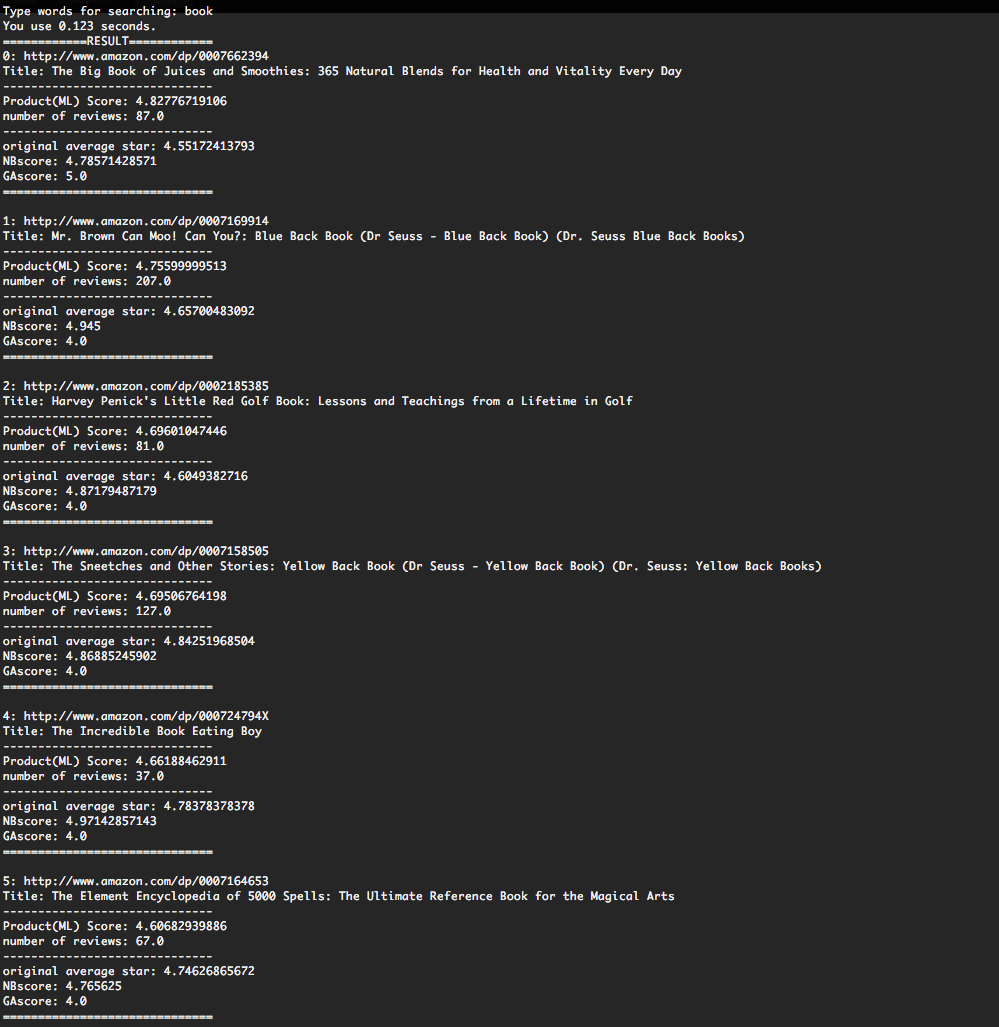 Type words for searching: book
You use 0.123 seconds.
============RESULT============
0: http://www.amazon.com/dp/0007662394
Title: The Big Book of Juices and Smoothies: 365 Natural Blends for Health and Vitality Every Day
------------------------------
Product(ML) Score: 4.82776719106
number of reviews: 87.0
------------------------------
original average star: 4.55172413793
NBscore: 4.78571428571
GAscore: 5.0
==============================
1: http://www.amazon.com/dp/0007169914
Title: Mr. Brown Can Moo! Can You?: Blue Back Book (Dr Seuss - Blue Back Book) (Dr. Seuss Blue Back Books)
------------------------------
Product(ML) Score: 4.75599999513
number of reviews: 207.0
------------------------------
original average star: 4.65700483092
NBscore: 4.945
GAscore: 4.0
==============================
2: http://www.amazon.com/dp/0002185385
Title: Harvey Penick's Little Red Golf Book: Lessons and Teachings from a Lifetime in Golf
------------------------------
Product(ML) Score: 4.69601047446
number of reviews: 81.0
------------------------------
original average star: 4.6049382716
NBscore: 4.87179487179
GAscore: 4.0
==============================
3: http://www.amazon.com/dp/0007158505
Title: The Sneetches and Other Stories: Yellow Back Book (Dr Seuss - Yellow Back Book) (Dr. Seuss: Yellow Back Books)
------------------------------
Product(ML) Score: 4.69506764198
number of reviews: 127.0
------------------------------
original average star: 4.84251968504
NBscore: 4.86885245902
GAscore: 4.0
==============================
4: http://www.amazon.com/dp/000724794X
Title: The Incredible Book Eating Boy
------------------------------
Product(ML) Score: 4.66188462911
number of reviews: 37.0
------------------------------
original average star: 4.78378378378
NBscore: 4.97142857143
GAscore: 4.0
==============================
5: http://www.amazon.com/dp/0007164653
Title: The Element Encyclopedia of 5000 Spells: The Ultimate Reference Book for the Magical Arts
------------------------------
Product(ML) Score: 4.60682939886
number of reviews: 67.0
------------------------------
original average star: 4.74626865672
NBscore: 4.765625
GAscore: 4.0
==============================